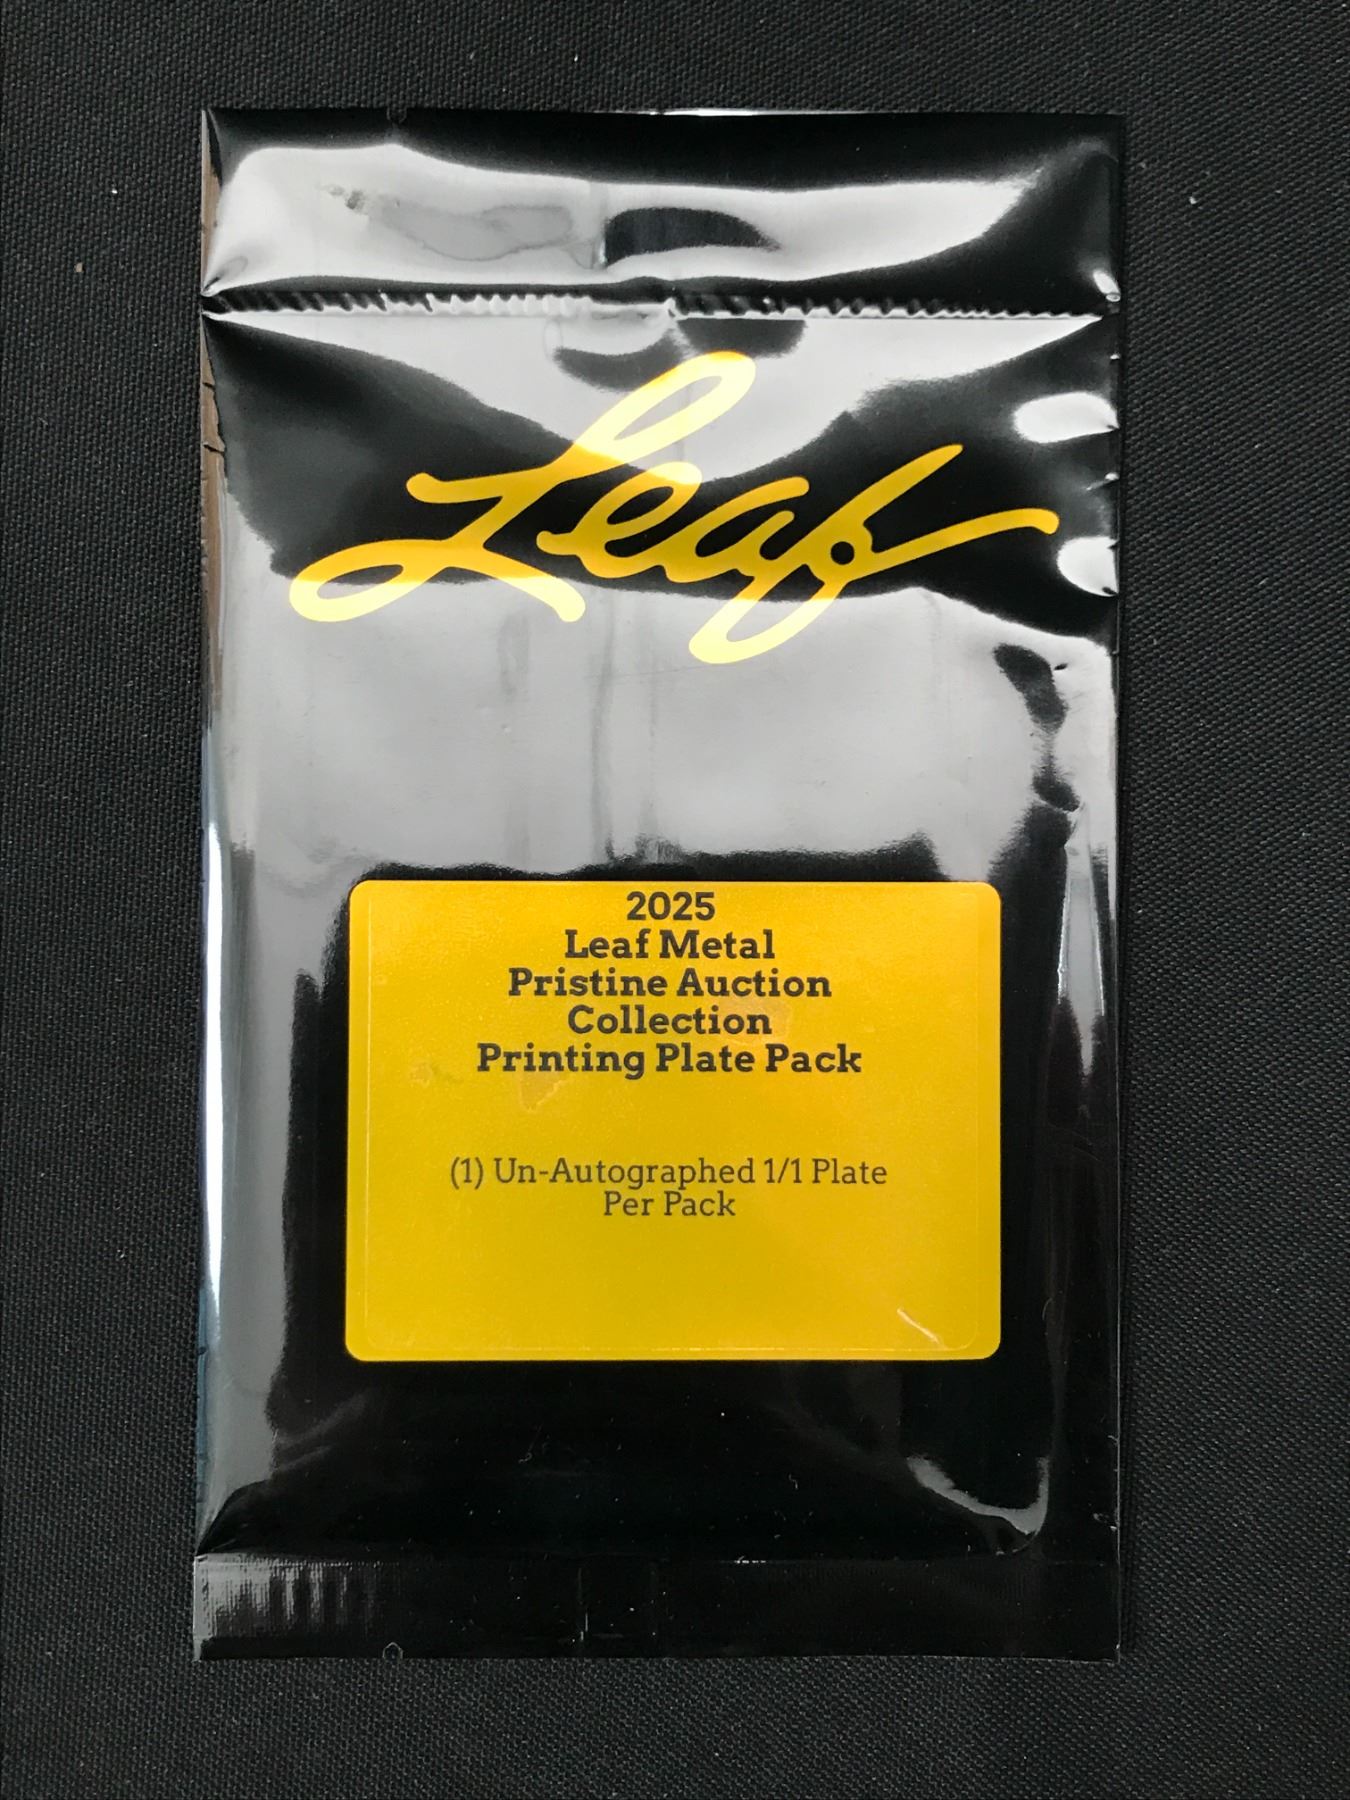 Leaf
2025
Leaf Metal
Pristine Auction
Collection
Printing Plate Pack
(1) Un-Autographed 1/1 Plate
Per Pack